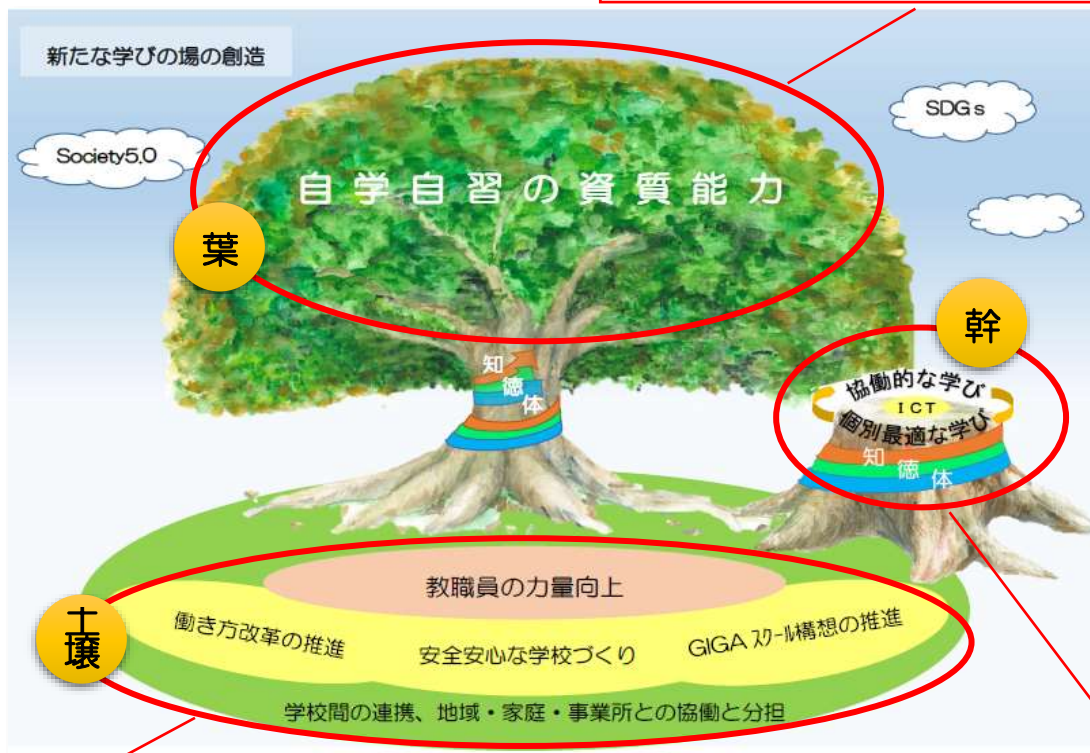 新たな学びの場の創造
SDGs
Society5.0
自学自習の資質能力
葉
幹
知
徳
体
協働的な学び
ICT
個別最適な学び
知
徳
体
土壌
教職員の力量向上
働き方改革の推進
安全安心な学校づくり
GIGAスクール構想の推進
学校間の連携、地域・家庭・事業所との協働と分担